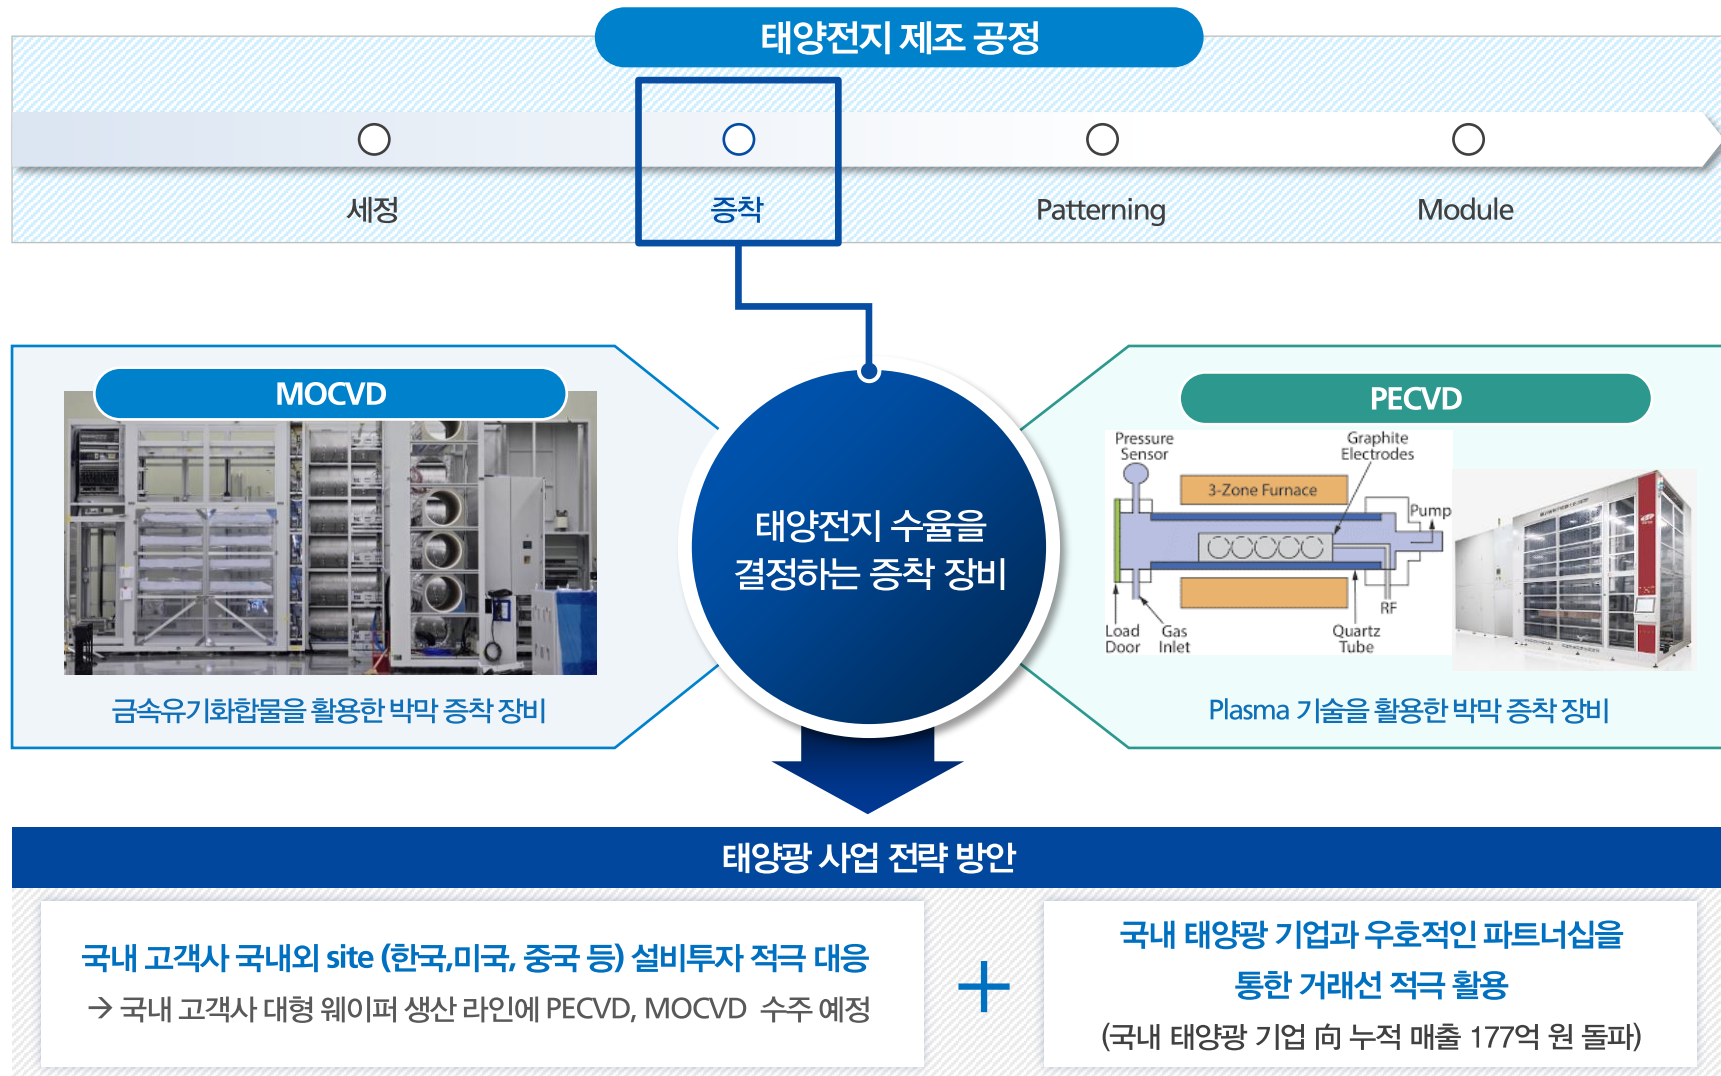 태양전지 제조 공정
세정
증착
Patterning
Module
MOCVD
금속유기화합물을 활용한 박막 증착 장비
태양전지 수율을
결정하는 증착 장비
PECVD
Pressure
Sensor
Graphite
Electrodes
3-Zone Furnace
Pump
RF
Load
Door
Gas
Inlet
Quartz
Tube
Plasma 기술을 활용한 박막 증착 장비
태양광 사업 전략 방안
국내 고객사 국내외 site (한국,미국, 중국 등) 설비투자 적극 대응
→ 국내 고객사 대형 웨이퍼 생산 라인에 PECVD, MOCVD 수주 예정
+
국내 태양광 기업과 우호적인 파트너십을
통한 거래선 적극 활용
(국내 태양광 기업 向 누적 매출 177억 원 돌파)